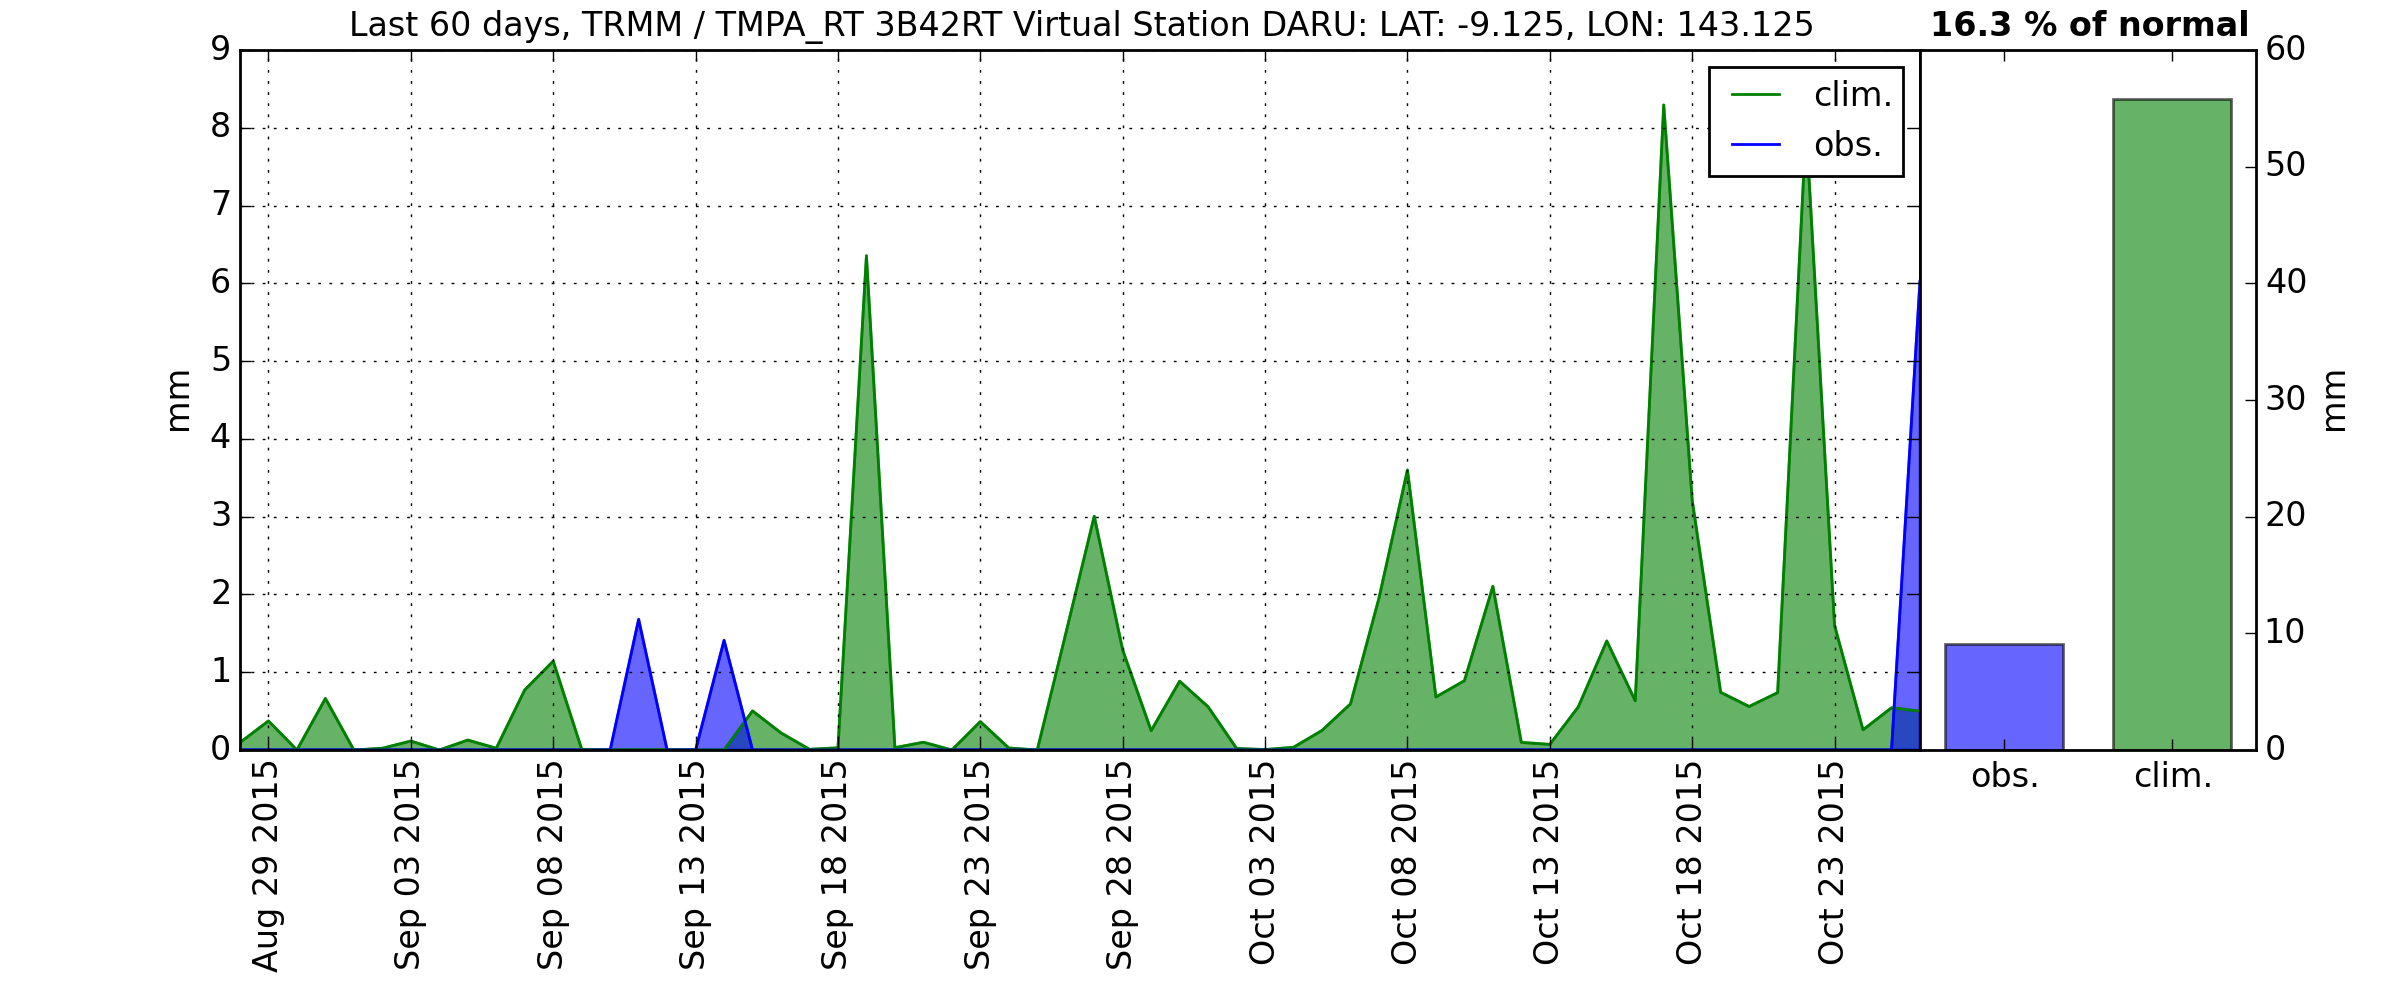 Last 60 days, TRMM / TMPA_RT 3B42RT Virtual Station DARU: LAT: -9.125, LON: 143.125
16.3 % of normal
9
8
7
6
5
4
3
2
1
0
mm
clim.
obs.
60
50
40
30
20
10
0
mm
Aug 29 2015
Sep 03 2015
Sep 08 2015
Sep 13 2015
Sep 18 2015
Sep 23 2015
Sep 28 2015
Oct 03 2015
Oct 08 2015
Oct 13 2015
Oct 18 2015
Oct 23 2015
obs.
clim.